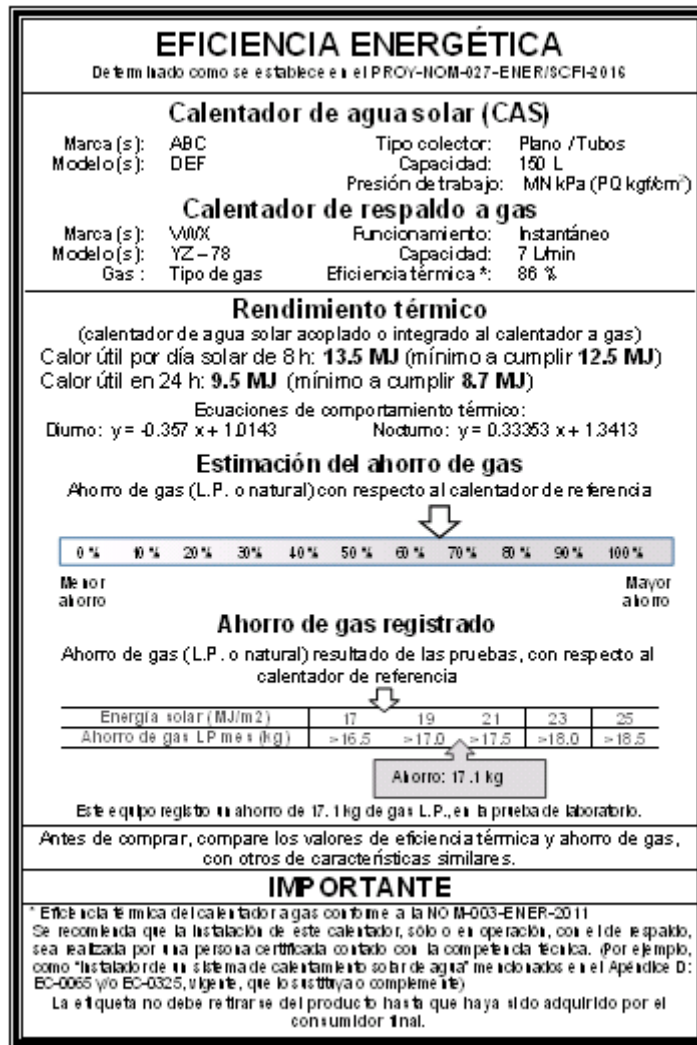 EFICIENCIA ENERGÉTICA
Determinado como se establece en el PROY-NOM-027-ENER/SCFI-2016
Calentador de agua solar (CAS)
Marca(s): ABC Tipo colector: Plano /Tubos
Modelo(s): DEF Capacidad: 150 L
Presión de trabajo: MN kPa (PQ kgf/cm²)
Calentador de respaldo a gas
Marca(s): VWX Funcionamiento: Instantáneo
Modelo(s): YZ – 78 Capacidad: 7 L/min
Gas : Tipo de gas Eficiencia térmica *: 86 %
Rendimiento térmico
(calentador de agua solar acoplado o integrado al calentador a gas)
Calor útil por día solar de 8 h: 13.5 MJ (mínimo a cumplir 12.5 MJ)
Calor útil en 24 h: 9.5 MJ (mínimo a cumplir 8.7 MJ)
Ecuaciones de comportamiento térmico:
Diurno: y = -0.357 x + 1.0143 Nocturno: y = 0.33353 x + 1.3413
Estimación del ahorro de gas
Ahorro de gas (L.P. o natural) con respecto al calentador de referencia
0 % 10 % 20 % 30 % 40 % 50 % 60 % 70 % 80 % 90 % 100 %
Menor ahorro Mayor ahorro
Ahorro de gas registrado
Ahorro de gas (L.P. o natural) resultado de las pruebas, con respecto al
calentador de referencia
Energía solar (MJ/m2) 17 19 21 23 25
Ahorro de gas LP mes (kg) >16.5 >17.0 >17.5 >18.0 >18.5
Ahorro: 17.1 kg
Este equipo registro un ahorro de 17.1 kg de gas L.P., en la prueba de laboratorio.
Antes de comprar, compare los valores de eficiencia térmica y ahorro de gas,
con otros de características similares.
IMPORTANTE
* Eficiencia térmica del calentador a gas conforme a la NOM-003-ENER-2011
Se recomienda que la instalación de este calentador, sólo o en operación, con el de respaldo,
sea realizada por una persona certificada contado con la competencia técnica. (Por ejemplo,
como "Instalador de un sistema de calentamiento solar de agua" mencionados en el Apéndice D:
EC-0065 y/o EC-0325, vigente, que lo sustituya o complemente)
La etiqueta no debe retirarse del producto hasta que haya sido adquirido por el
consumidor final.